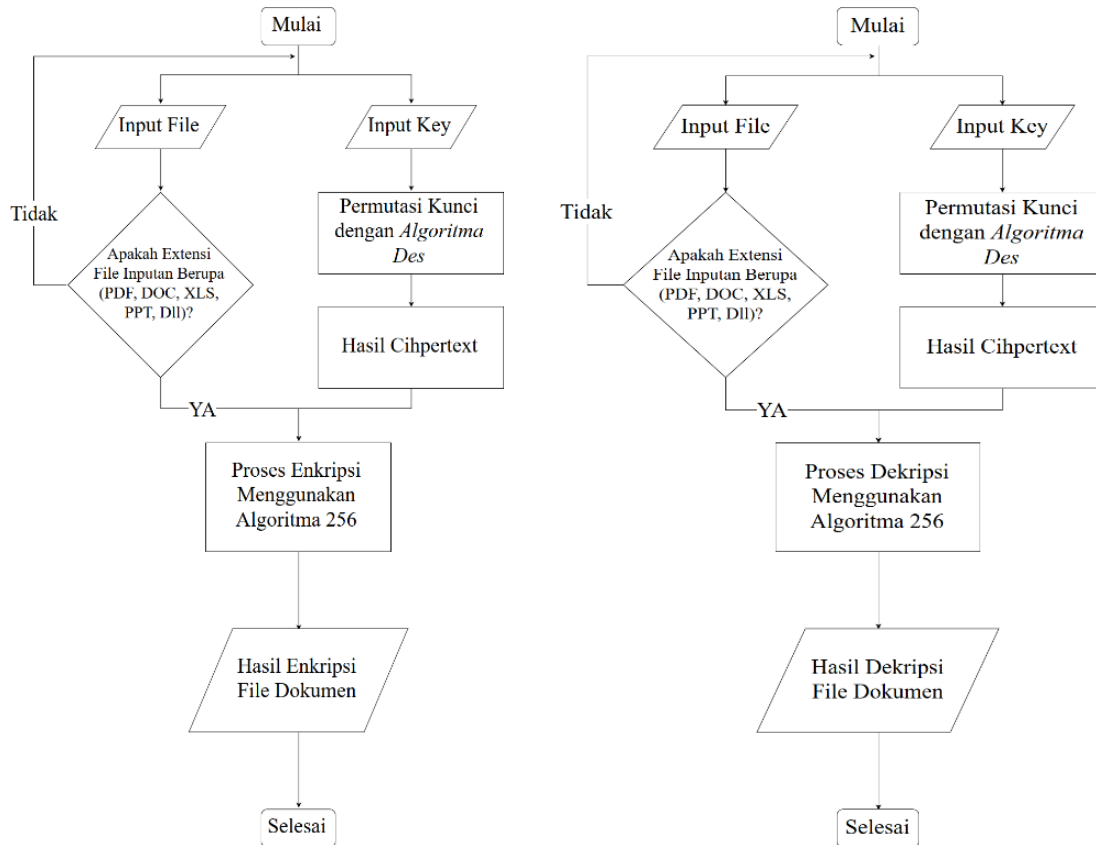 Mulai
Input File
Input Key
Tidak
Apakah Extensi
File Inputan Berupa
(PDF, DOC, XLS,
PPT, Dll)?
Permutasi Kunci
dengan Algoritma
Des
Hasil Cihpertext
YA
Proses Enkripsi
Menggunakan
Algoritma 256
Hasil Enkripsi
File Dokumen
Selesai
Mulai
Input File
Input Key
Tidak
Apakah Extensi
File Inputan Berupa
(PDF, DOC, XLS,
PPT, Dll)?
Permutasi Kunci
dengan Algoritma
Des
Hasil Cihpertext
YA
Proses Dekripsi
Menggunakan
Algoritma 256
Hasil Dekripsi
File Dokumen
Selesai